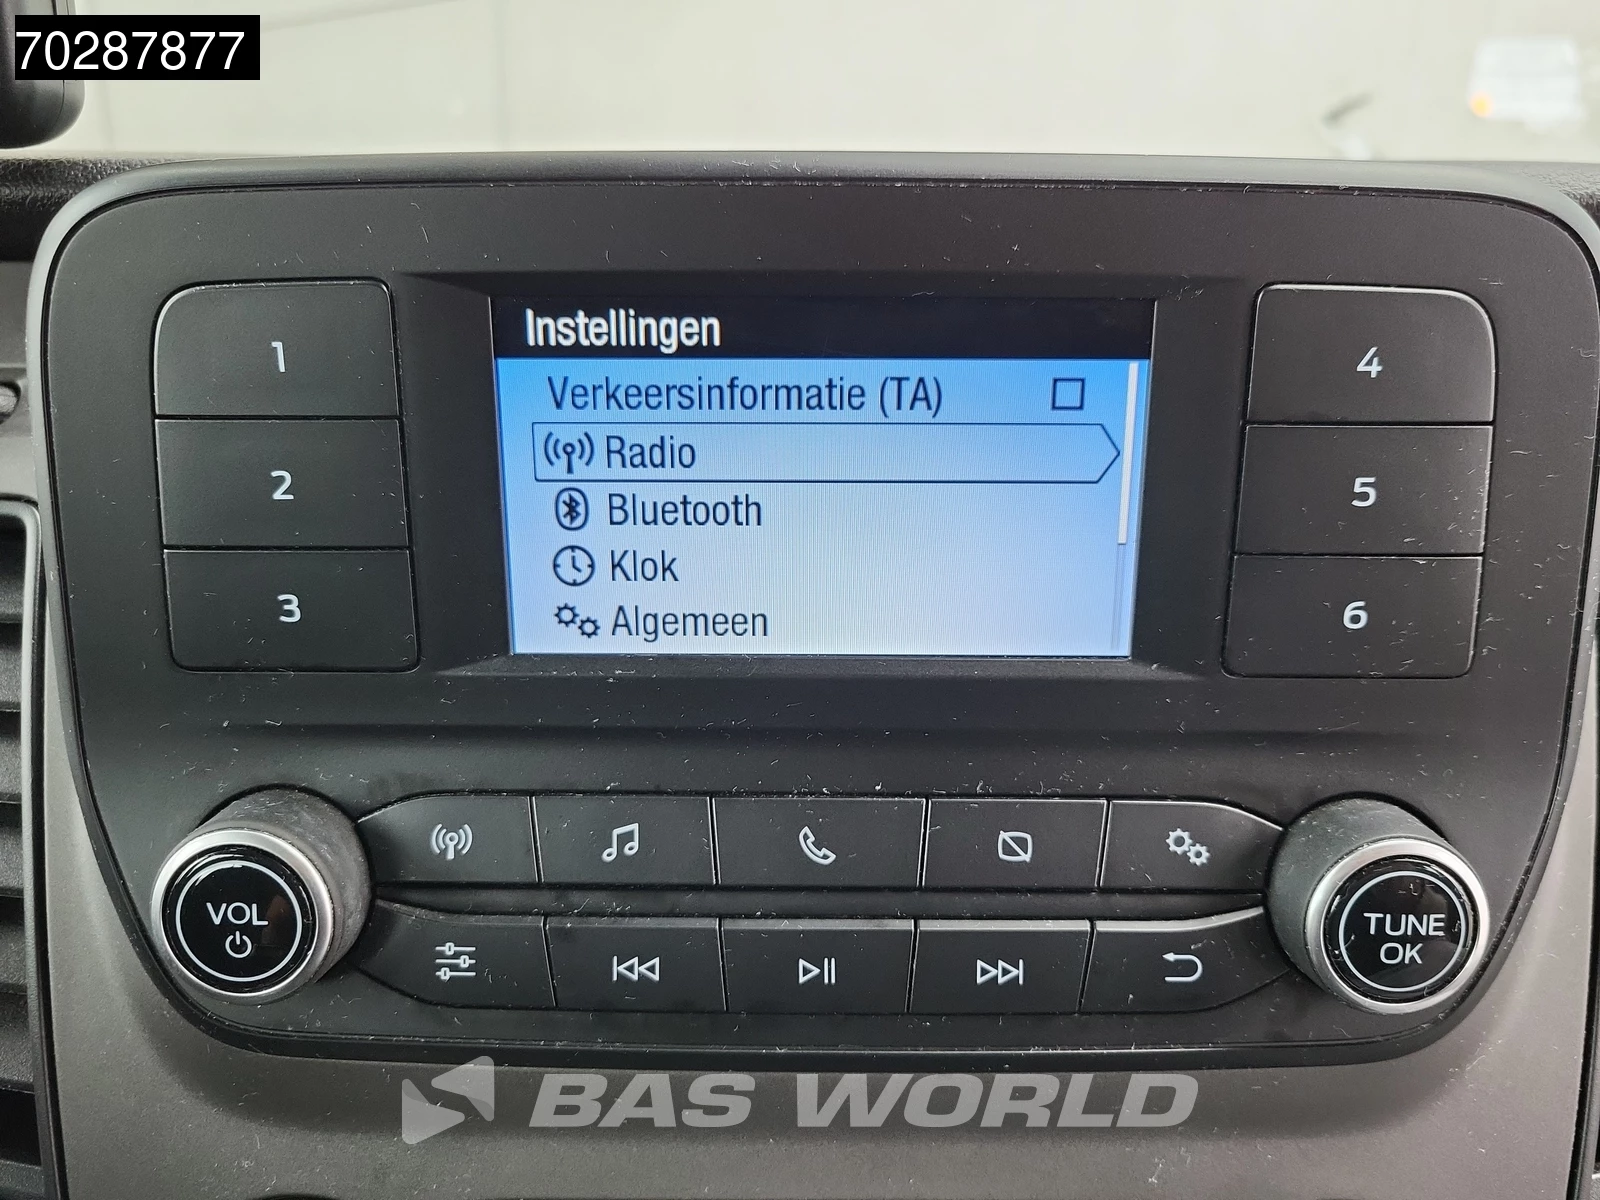 70287877
Instellingen
Verkeersinformatie (TA)
Radio
Bluetooth
Klok
Algemeen
1
2
3
4
5
6
VOL
TUNE
OK
BAS WORLD